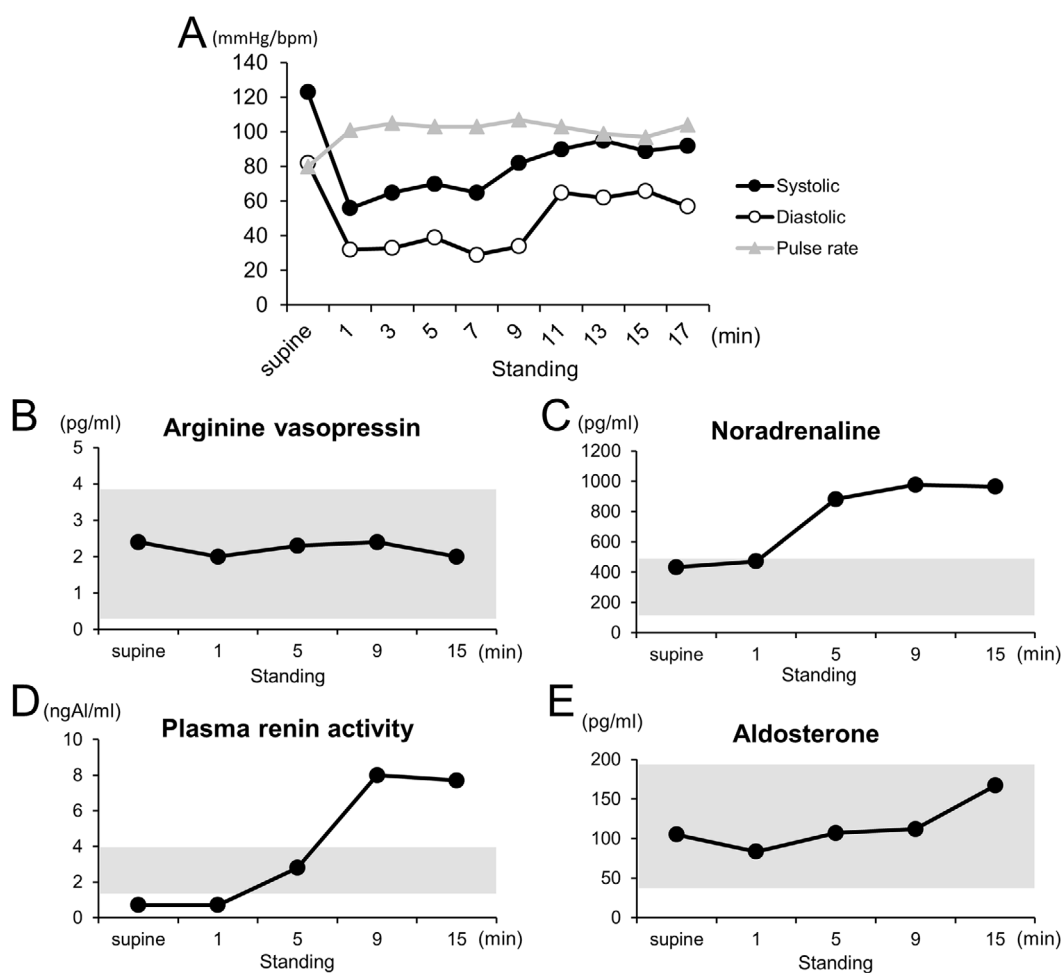 A (mmHg/bpm)
140
120
100
80
60
40
20
0
supine 1 3 5 7 9 11 13 15 17 (min)
Standing
Systolic
Diastolic
Pulse rate
B (pg/ml)
Arginine vasopressin
5
4
3
2
1
0
supine 1 5 9 15 (min)
Standing
C (pg/ml)
Noradrenaline
1200
1000
800
600
400
200
0
supine 1 5 9 15 (min)
Standing
D (ngAI/ml)
Plasma renin activity
10
8
6
4
2
0
supine 1 5 9 15 (min)
Standing
E (pg/ml)
Aldosterone
200
150
100
50
0
supine 1 5 9 15 (min)
Standing